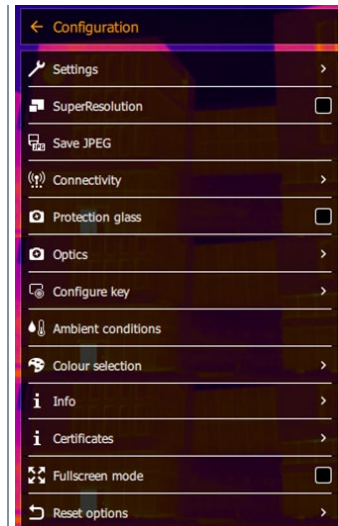 Configuration
Settings
SuperResolution
JPG
Save JPEG
Connectivity
Protection glass
Optics
Configure key
Ambient conditions
Colour selection
i Info
i Certificates
Fullscreen mode
Reset options